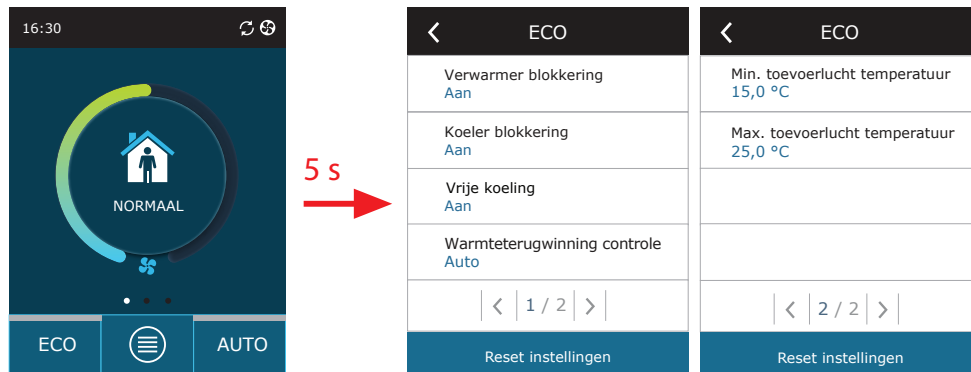 16:30
NORMAAL
ECO
AUTO
5 s
ECO
Verwarmer blokkering
Aan
Koeler blokkering
Aan
Vrije koeling
Aan
Warmteterugwinning controle
Auto
1 / 2
Reset instellingen
ECO
Min. toevoerlucht temperatuur
15,0 °C
Max. toevoerlucht temperatuur
25,0 °C
2 / 2
Reset instellingen